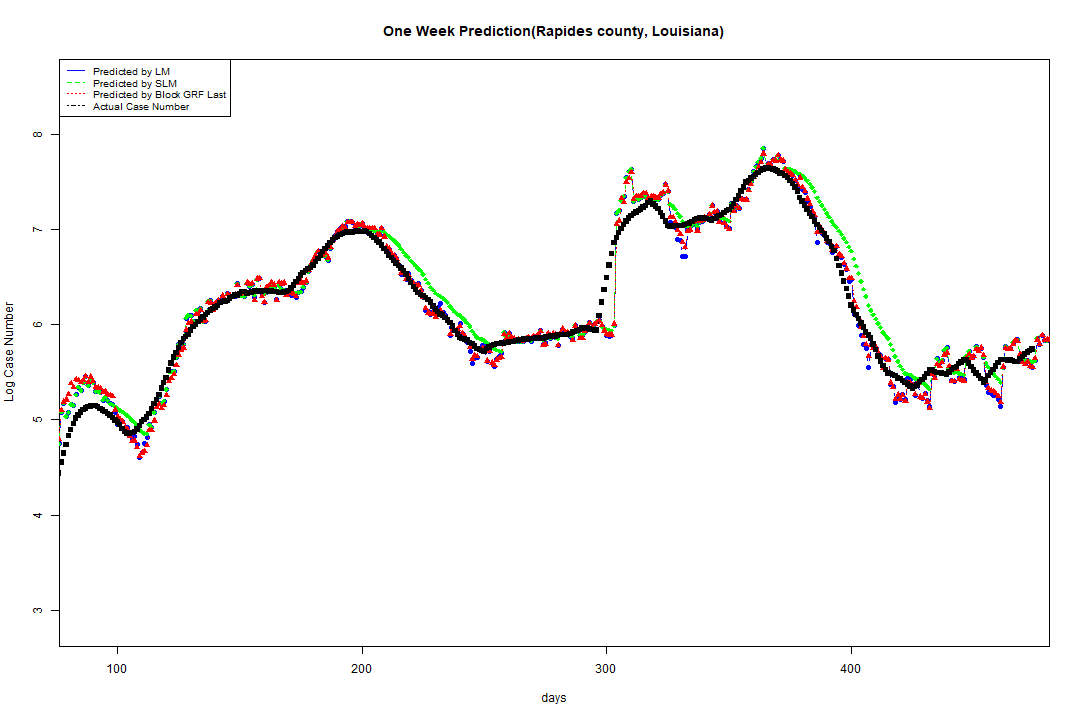 One Week Prediction(Rapides county, Louisiana)
Predicted by LM
Predicted by SLM
Predicted by Block GRF Last
Actual Case Number
8
7
6
5
4
3
Log Case Number
100 200 300 400
days